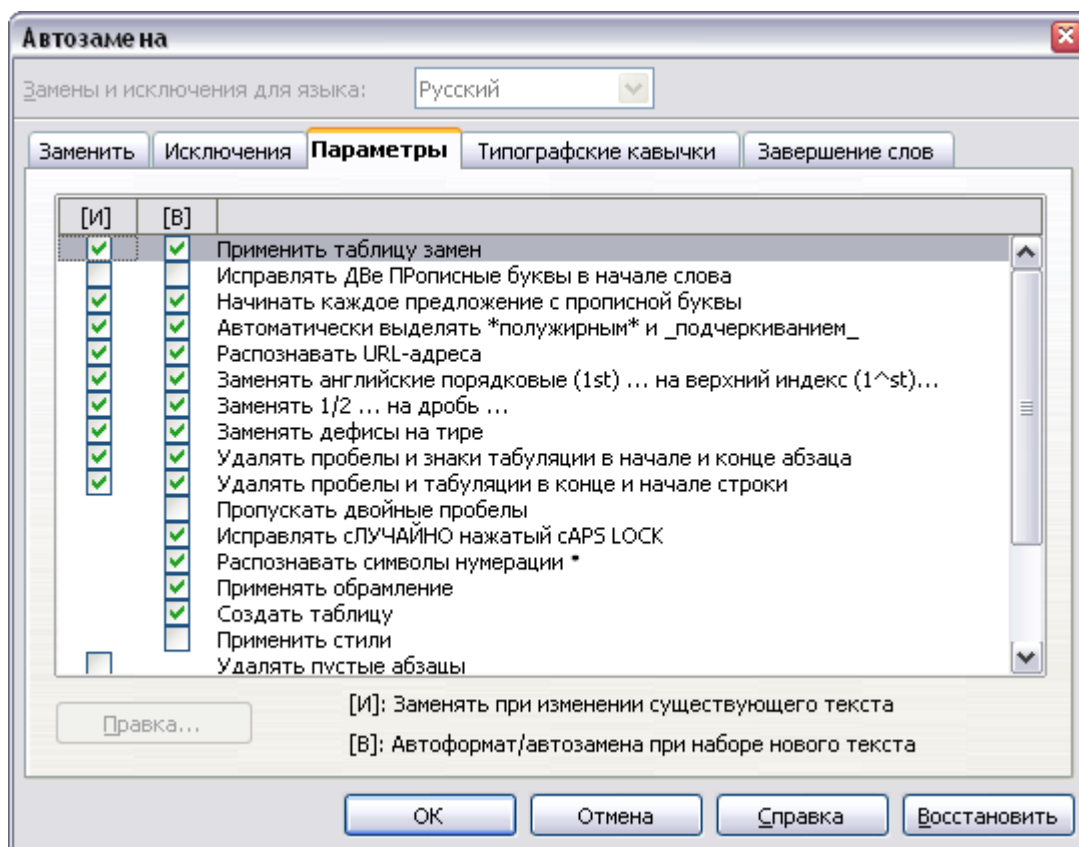 Автозамена
Замены и исключения для языка: Русский
Заменить Исключения Параметры Типографские кавычки Завершение слов
[И] [В]
Применить таблицу замен
Исправлять ДВе ПРописные буквы в начале слова
Начинать каждое предложение с прописной буквы
Автоматически выделять *полужирным* и _подчеркиванием_
Распознавать URL-адреса
Заменять английские порядковые (1st) ... на верхний индекс (1^st)...
Заменять 1/2 ... на дробь ...
Заменять дефисы на тире
Удалять пробелы и знаки табуляции в начале и конце абзаца
Удалять пробелы и табуляции в конце и начале строки
Пропускать двойные пробелы
Исправлять сЛУЧАЙНО нажатый cAPS LOCK
Распознавать символы нумерации •
Применять обрамление
Создать таблицу
Применить стили
Удалять пустые абзацы
[И]: Заменять при изменении существующего текста
Правка...
[В]: Автоформат/автозамена при наборе нового текста
ОК Отмена Справка Восстановить